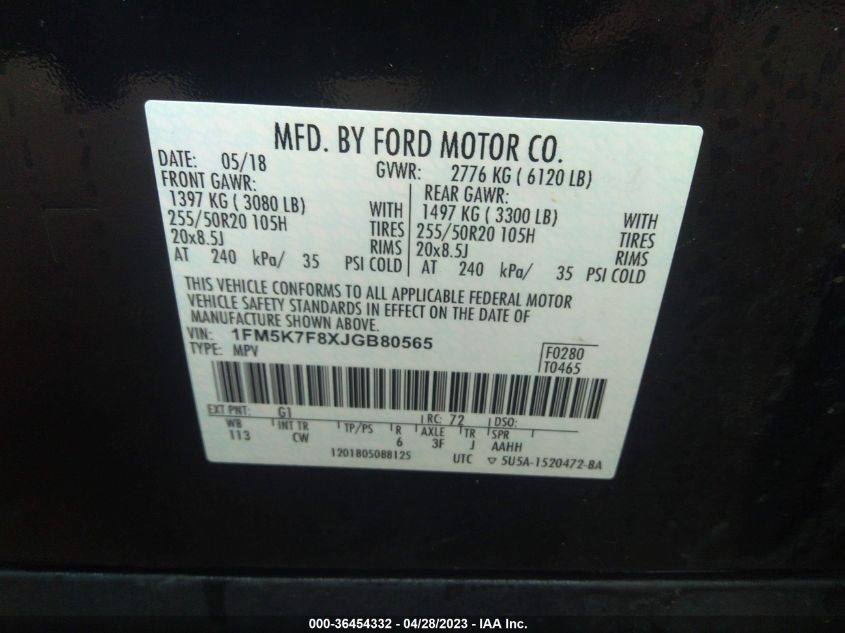 MFD. BY FORD MOTOR CO.
DATE: 05/18 GVWR: 2776 KG ( 6120 LB)
FRONT GAWR: REAR GAWR:
1397 KG ( 3080 LB) WITH 1497 KG ( 3300 LB) WITH
255/50R20 105H TIRES 255/50R20 105H TIRES
20x8.5J RIMS 20x8.5J RIMS
AT 240 kPa/ 35 PSI COLD AT 240 kPa/ 35 PSI COLD
THIS VEHICLE CONFORMS TO ALL APPLICABLE FEDERAL MOTOR
VEHICLE SAFETY STANDARDS IN EFFECT ON THE DATE OF
MANUFACTURE SHOWN ABOVE.
VIN: 1FM5K7F8XJGB80565
TYPE: MPV
F0280
T0465
EXT PNT: G1 RC: 72 DSO:
WB INT TR TP/PS R AXLE TR SPR
113 CW 6 3F J AAHH
1201805088125 UTC ▽ 5U5A-1520472-BA
000-36454332 - 04/28/2023 - IAA Inc.